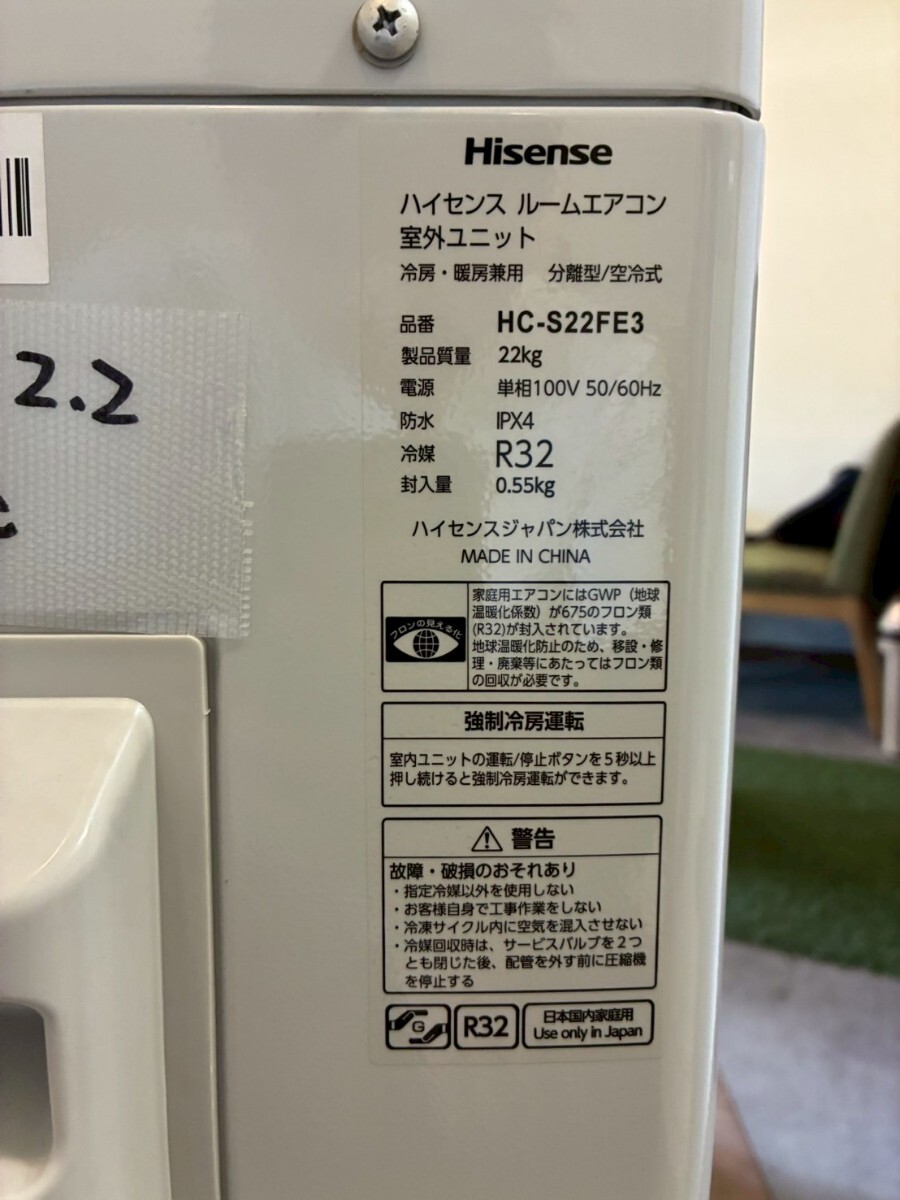 Hisense
ハイセンス ルームエアコン
室外ユニット
冷房・暖房兼用 分離型/空冷式
品番 HC-S22FE3
製品質量 22kg
電源 単相100V 50/60Hz
防水 IPX4
冷媒 R32
封入量 0.55kg
ハイセンスジャパン株式会社
MADE IN CHINA
フロンの見える化
家庭用エアコンにはGWP（地球
温暖化係数）が675のフロン類
(R32)が封入されています。
地球温暖化防止のため、移設・修
理・廃棄等にあたってはフロン類
の回収が必要です。
強制冷房運転
室内ユニットの運転/停止ボタンを5秒以上
押し続けると強制冷房運転ができます。
警告
故障・破損のおそれあり
・指定冷媒以外を使用しない
・お客様自身で工事作業をしない
・冷凍サイクル内に空気を混入させない
・冷媒回収時は、サービスバルブを2つ
とも閉じた後、配管を外す前に圧縮機
を停止する
G R32 日本国内家庭用
Use only in Japan
2.2